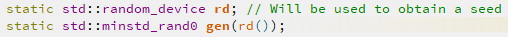 static std::random_device rd; // Will be used to obtain a seed
static std::minstd_rand0 gen(rd());